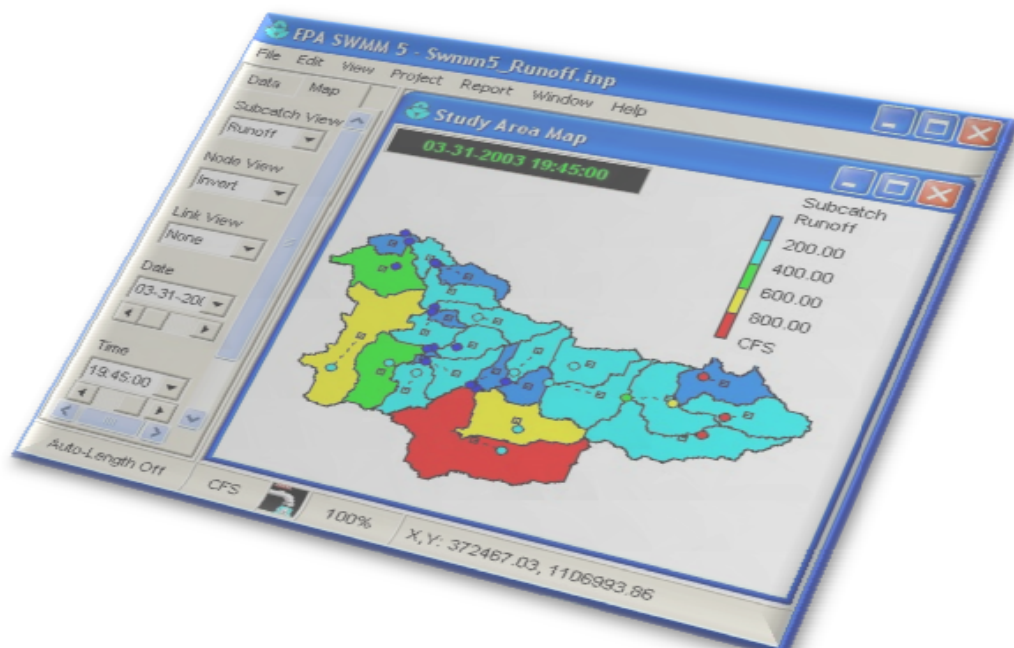 EPA SWMM 5 - Swmm5_Runoff.inp
File Edit View Project Report Window Help
Data Map
Subcatch View
Runoff
Node View
Invert
Link View
None
Date
03-31-200
Time
19:45:00
Study Area Map
03-31-2003 19:45:00
Subcatch
Runoff
200.00
400.00
600.00
800.00
CFS
Auto-Length Off CFS 100% X,Y: 372467.03, 1106993.86